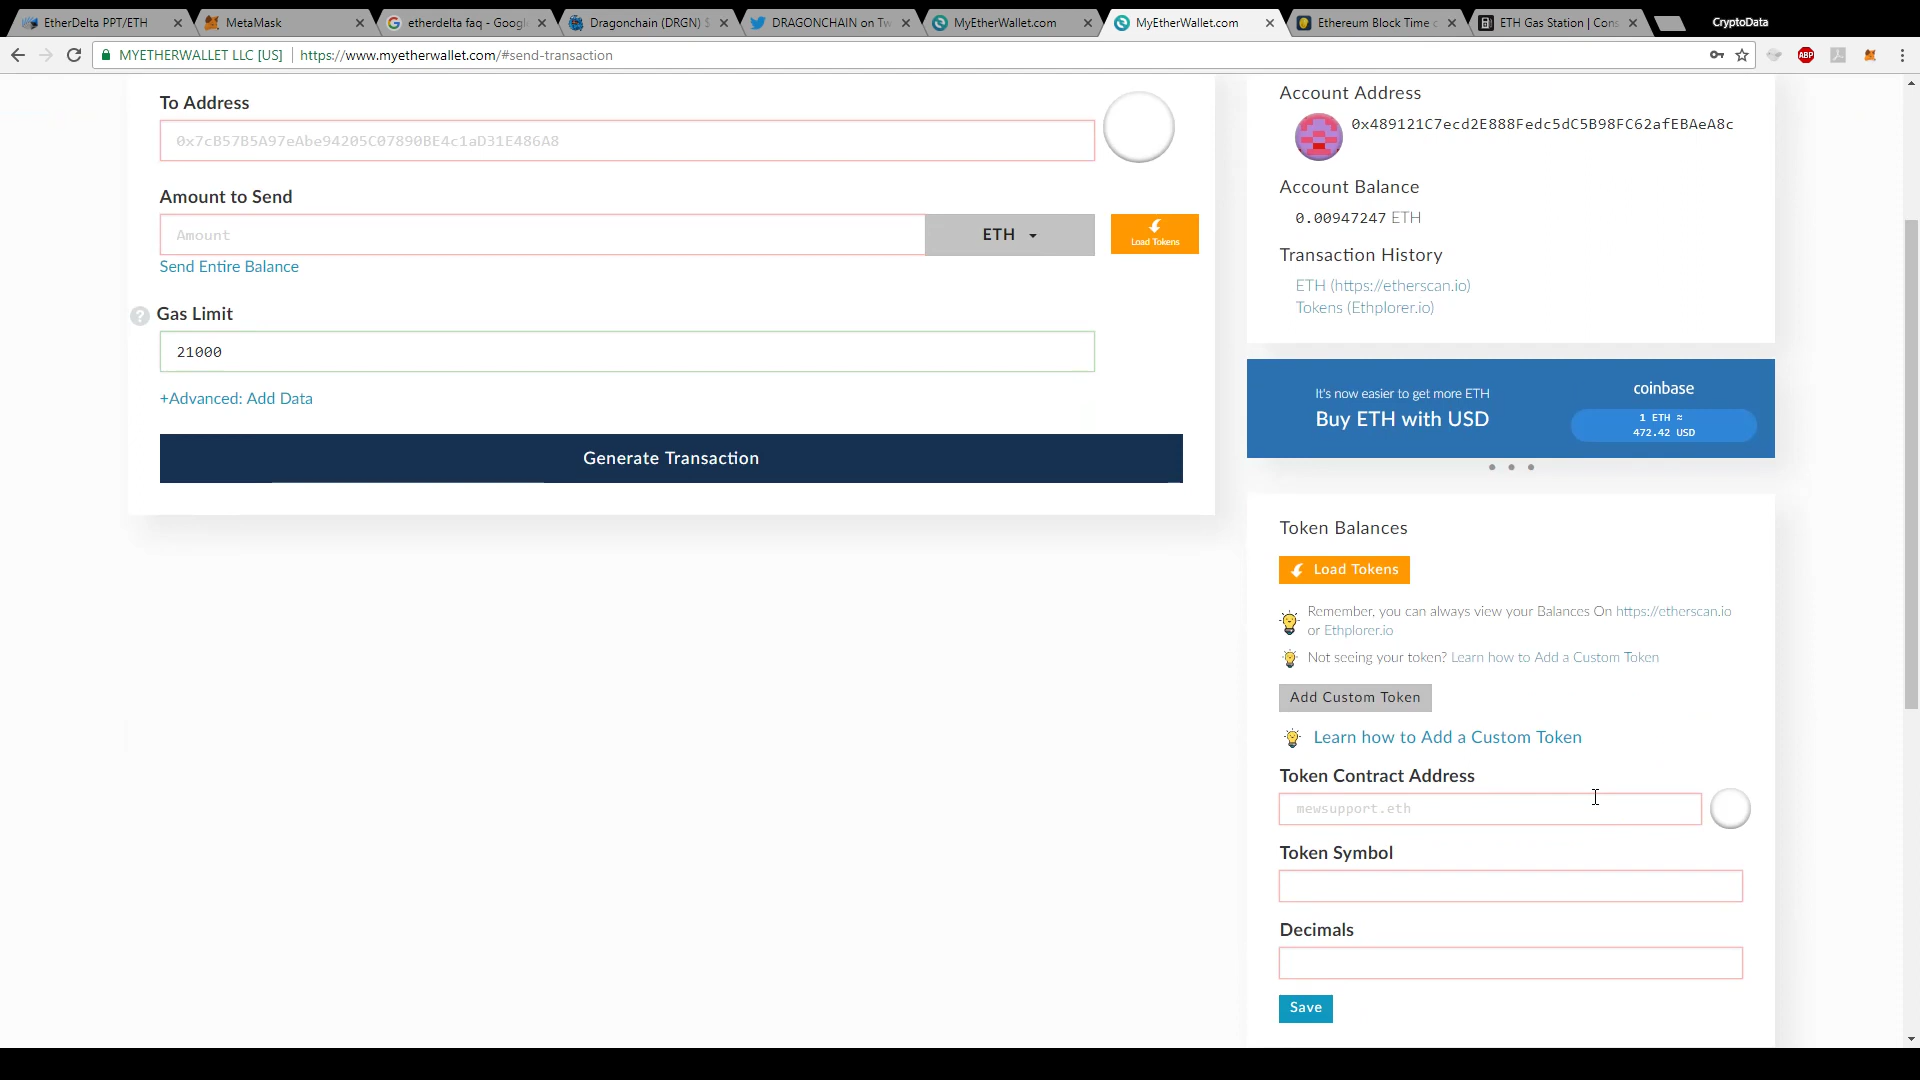 EtherDelta PPT/ETH
MetaMask
etherdelta faq - Google
Dragonchain (DRGN) $
DRAGONCHAIN on Tw
MyEtherWallet.com
MyEtherWallet.com
Ethereum Block Time c
ETH Gas Station | Cons
CryptoData
MYETHERWALLET LLC [US]
https://www.myetherwallet.com/#send-transaction
ABP
To Address
0x7cB57B5A97eAbe94205C07890BE4c1aD31E486A8
Amount to Send
Amount
ETH
Load Tokens
Send Entire Balance
? Gas Limit
21000
+Advanced: Add Data
Generate Transaction
Account Address
0x489121C7ecd2E888Fedc5dC5B98FC62afEBAeA8c
Account Balance
0.00947247 ETH
Transaction History
ETH (https://etherscan.io)
Tokens (Ethplorer.io)
It's now easier to get more ETH
Buy ETH with USD
coinbase
1 ETH ≈
472.42 USD
Token Balances
Load Tokens
Remember, you can always view your Balances On https://etherscan.io
or Ethplorer.io
Not seeing your token? Learn how to Add a Custom Token
Add Custom Token
Learn how to Add a Custom Token
Token Contract Address
mewsupport.eth
Token Symbol
Decimals
Save